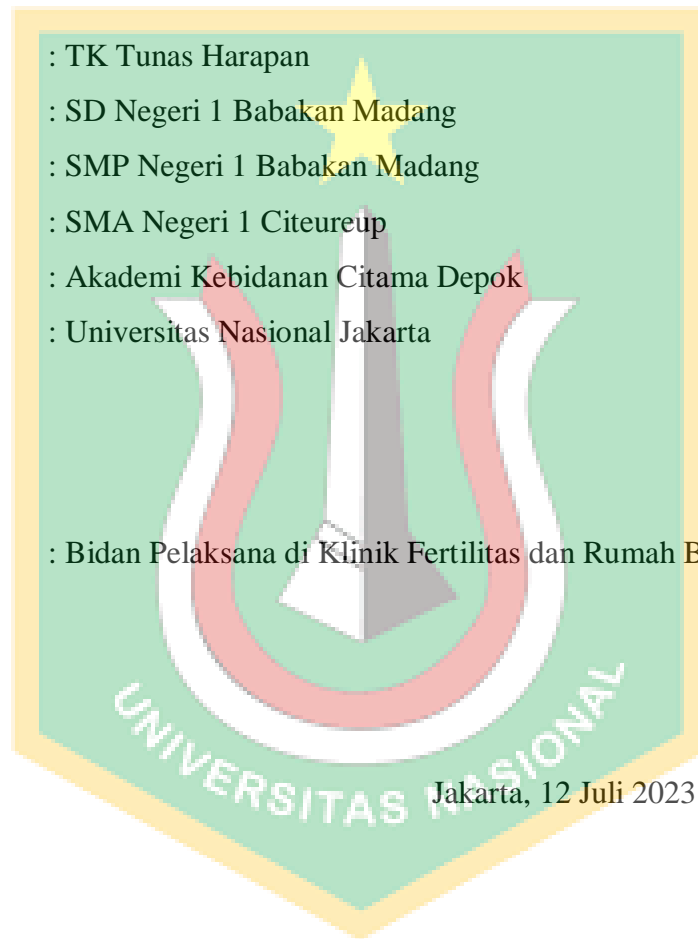 : TK Tunas Harapan
: SD Negeri 1 Babakan Madang
: SMP Negeri 1 Babakan Madang
: SMA Negeri 1 Citeureup
: Akademi Kebidanan Citama Depok
: Universitas Nasional Jakarta
: Bidan Pelaksana di Klinik Fertilitas dan Rumah B
UNIVERSITAS NASIONAL
Jakarta, 12 Juli 2023